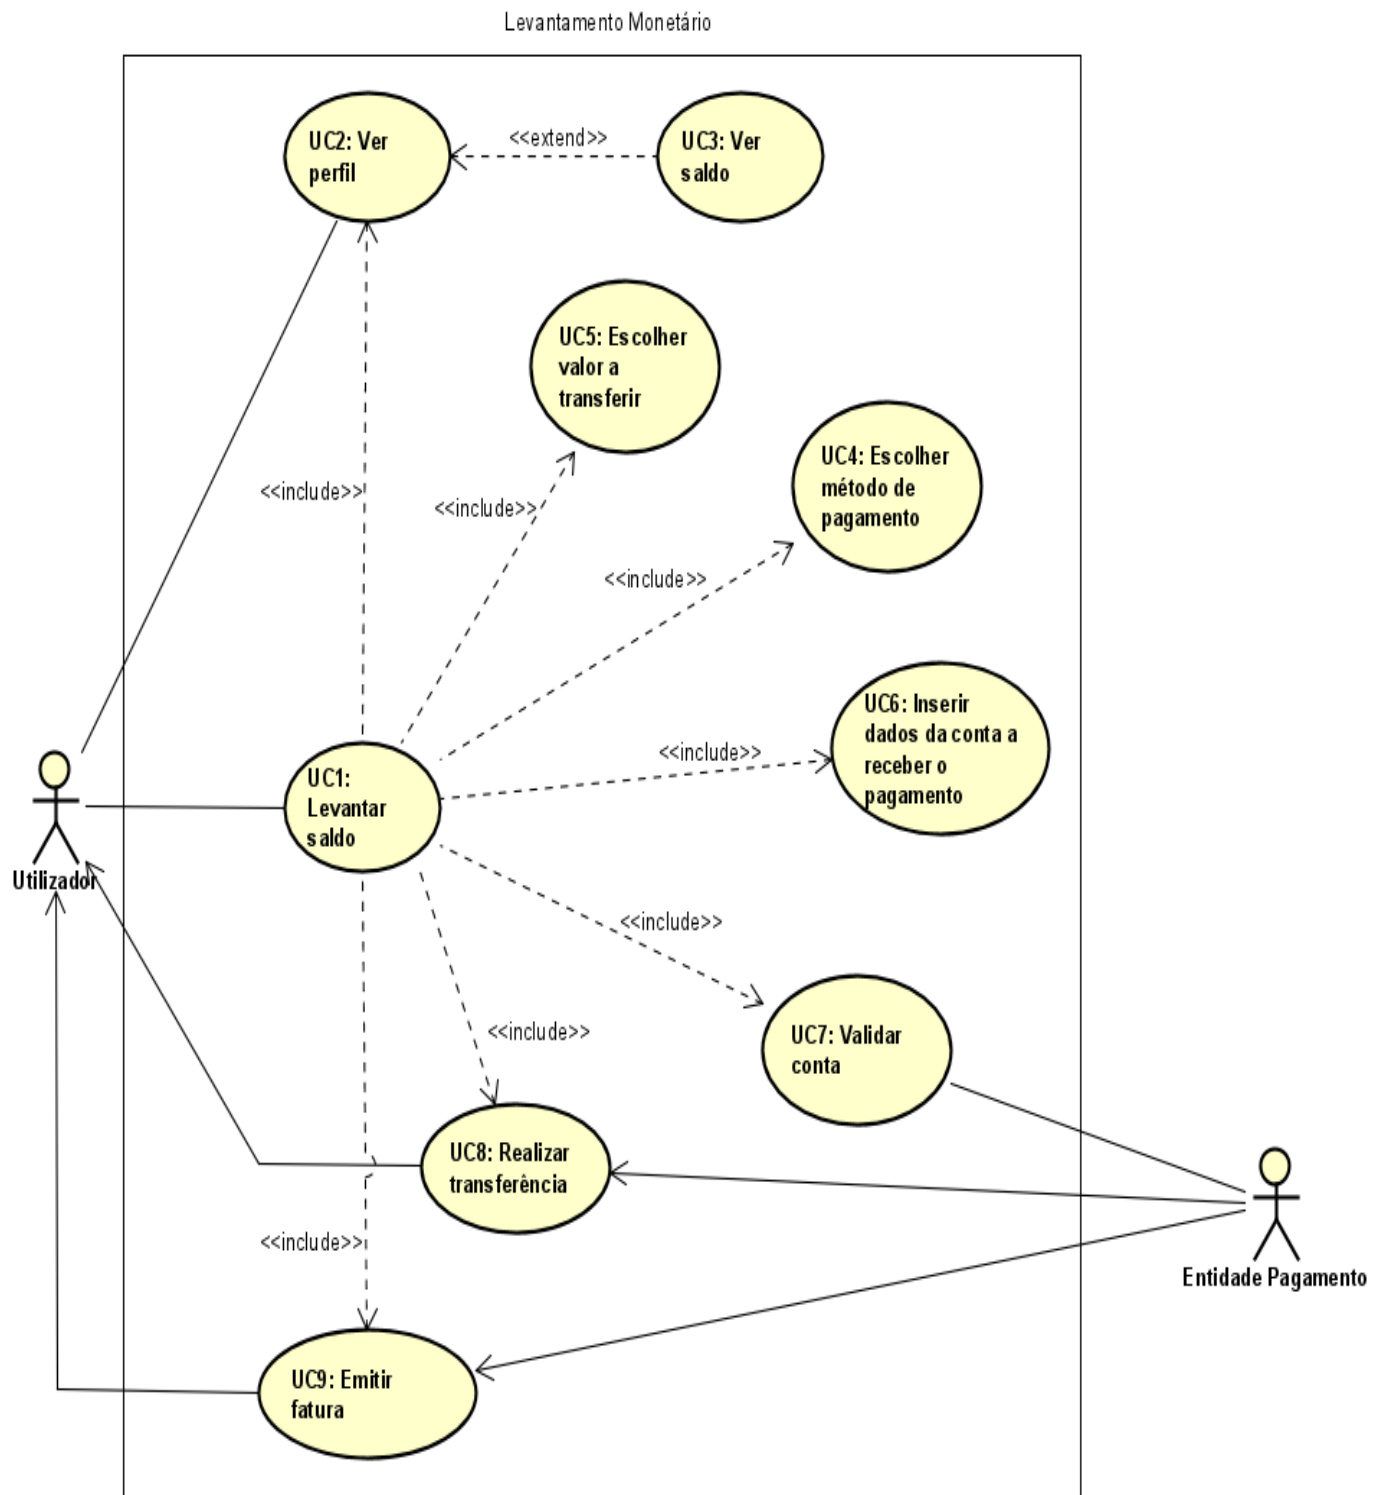 Levantamento Monetário
UC2: Ver
perfil
<<extend>>
UC3: Ver
saldo
UC5: Escolher
valor a
transferir
UC4: Escolher
método de
pagamento
<<include>>
<<include>>
<<include>>
UC6: Inserir
dados da conta a
receber o
pagamento
<<include>>
UC1:
Levantar
saldo
Utilizador
<<include>>
<<include>>
UC7: Validar
conta
UC8: Realizar
transferência
<<include>>
Entidade Pagamento
UC9: Emitir
fatura